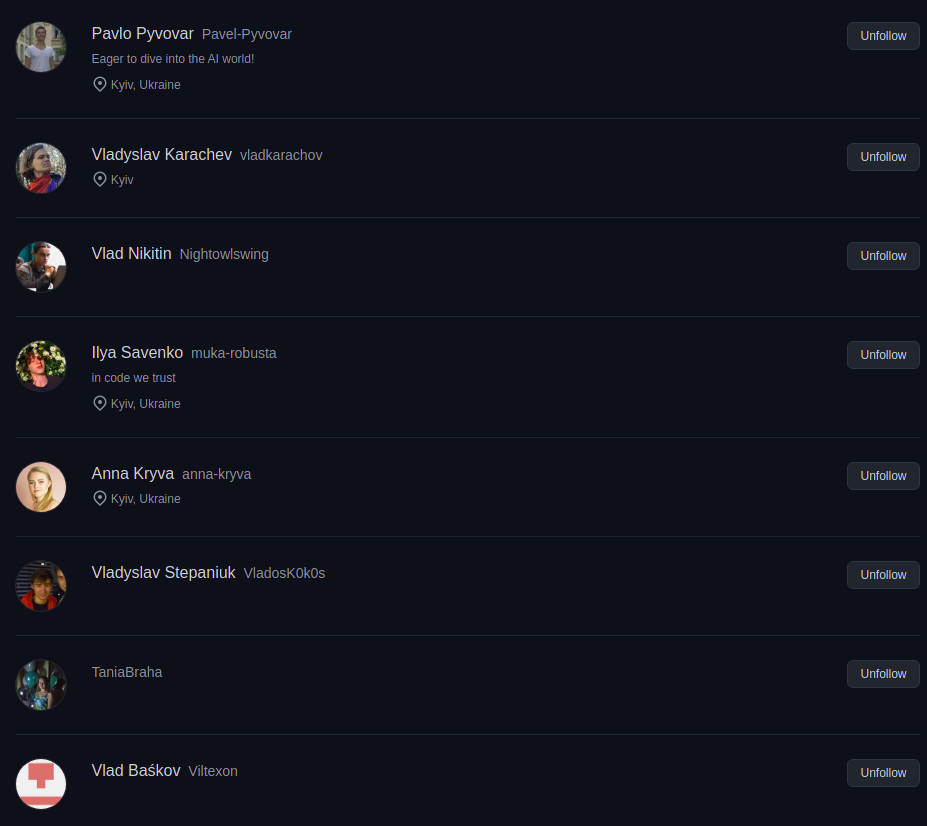 Pavlo Pyvovar Pavel-Pyvovar Unfollow
Eager to dive into the AI world!
Kyiv, Ukraine
Vladyslav Karachev vladkarachov Unfollow
Kyiv
Vlad Nikitin Nightowlswing Unfollow
Ilya Savenko muka-robusta Unfollow
in code we trust
Kyiv, Ukraine
Anna Kryva anna-kryva Unfollow
Kyiv, Ukraine
Vladyslav Stepaniuk VladosK0k0s Unfollow
TaniaBraha Unfollow
Vlad Baśkov Viltexon Unfollow